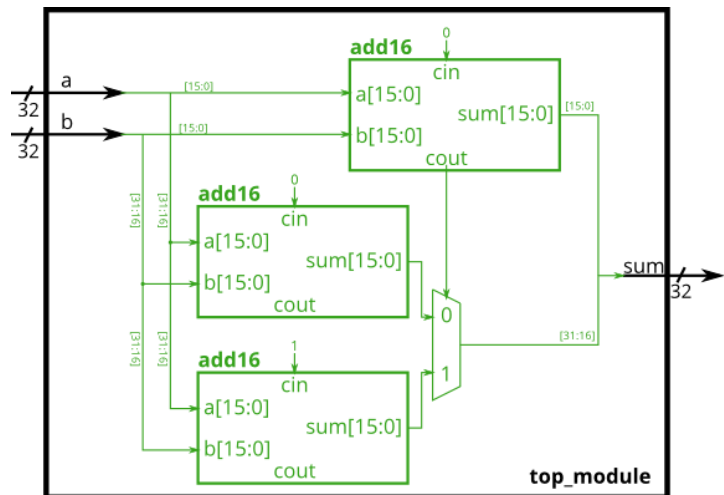 0
add16
cin
a
[15:0]
a[15:0]
[15:0]
32
sum[15:0]
b
[15:0]
b[15:0]
32
cout
0
add16
[31:16]
[31:16]
cin
a[15:0]
sum[15:0]
sum
b[15:0]
32
cout
0
1
[31:16]
[31:16]
[31:16]
add16
cin
1
a[15:0]
sum[15:0]
b[15:0]
cout
top_module